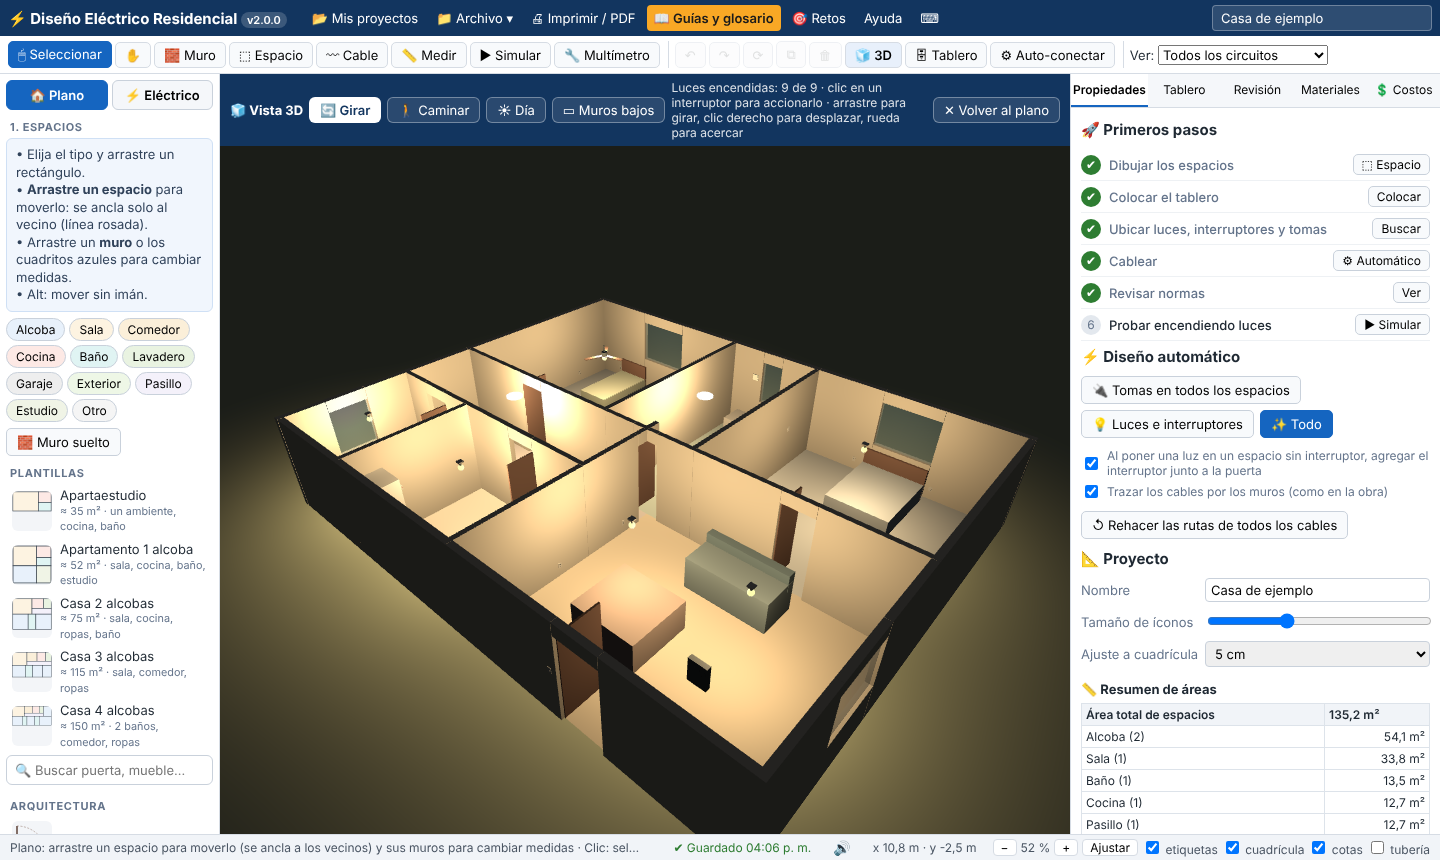 ⚡ Diseño Eléctrico Residencial v2.0.0
📂 Mis proyectos
📁 Archivo ▾
🖨 Imprimir / PDF
📖 Guías y glosario
🎯 Retos
Ayuda
Casa de ejemplo
Seleccionar
Muro
Espacio
Cable
Medir
▶ Simular
Multímetro
3D
Tablero
Auto-conectar
Ver: Todos los circuitos
🏠 Plano
⚡ Eléctrico
1. ESPACIOS
• Elija el tipo y arrastre un
rectángulo.
• Arrastre un espacio para
moverlo: se ancla solo al
vecino (línea rosada).
• Arrastre un muro o los
cuadritos azules para cambiar
medidas.
• Alt: mover sin imán.
Alcoba
Sala
Comedor
Cocina
Baño
Lavadero
Garaje
Exterior
Pasillo
Estudio
Otro
🧱 Muro suelto
PLANTILLAS
Apartaestudio
≈ 35 m² · un ambiente,
cocina, baño
Apartamento 1 alcoba
≈ 52 m² · sala, cocina, baño,
estudio
Casa 2 alcobas
≈ 75 m² · sala, cocina,
ropas, baño
Casa 3 alcobas
≈ 115 m² · sala, comedor,
ropas
Casa 4 alcobas
≈ 150 m² · 2 baños,
comedor, ropas
🔍 Buscar puerta, mueble...
ARQUITECTURA
Vista 3D
Girar
Caminar
Día
Muros bajos
Luces encendidas: 9 de 9 · clic en un
interruptor para accionarlo · arrastre para
girar, clic derecho para desplazar, rueda
para acercar
✕ Volver al plano
Propiedades
Tablero
Revisión
Materiales
💲 Costos
🚀 Primeros pasos
✔ Dibujar los espacios
Espacio
✔ Colocar el tablero
Colocar
✔ Ubicar luces, interruptores y tomas
Buscar
✔ Cablear
⚙ Automático
✔ Revisar normas
Ver
6 Probar encendiendo luces
▶ Simular
⚡ Diseño automático
🔌 Tomas en todos los espacios
💡 Luces e interruptores
✨ Todo
Al poner una luz en un espacio sin interruptor, agregar el
interruptor junto a la puerta
Trazar los cables por los muros (como en la obra)
↺ Rehacer las rutas de todos los cables
📐 Proyecto
Nombre
Casa de ejemplo
Tamaño de íconos
Ajuste a cuadrícula
5 cm
📏 Resumen de áreas
Área total de espacios 135,2 m²
Alcoba (2) 54,1 m²
Sala (1) 33,8 m²
Baño (1) 13,5 m²
Cocina (1) 12,7 m²
Pasillo (1) 12,7 m²
Plano: arrastre un espacio para moverlo (se ancla a los vecinos) y sus muros para cambiar medidas · Clic: sel...
✔ Guardado 04:06 p. m.
x 10,8 m · y -2,5 m
− 52 % + Ajustar
etiquetas
cuadrícula
cotas
tubería